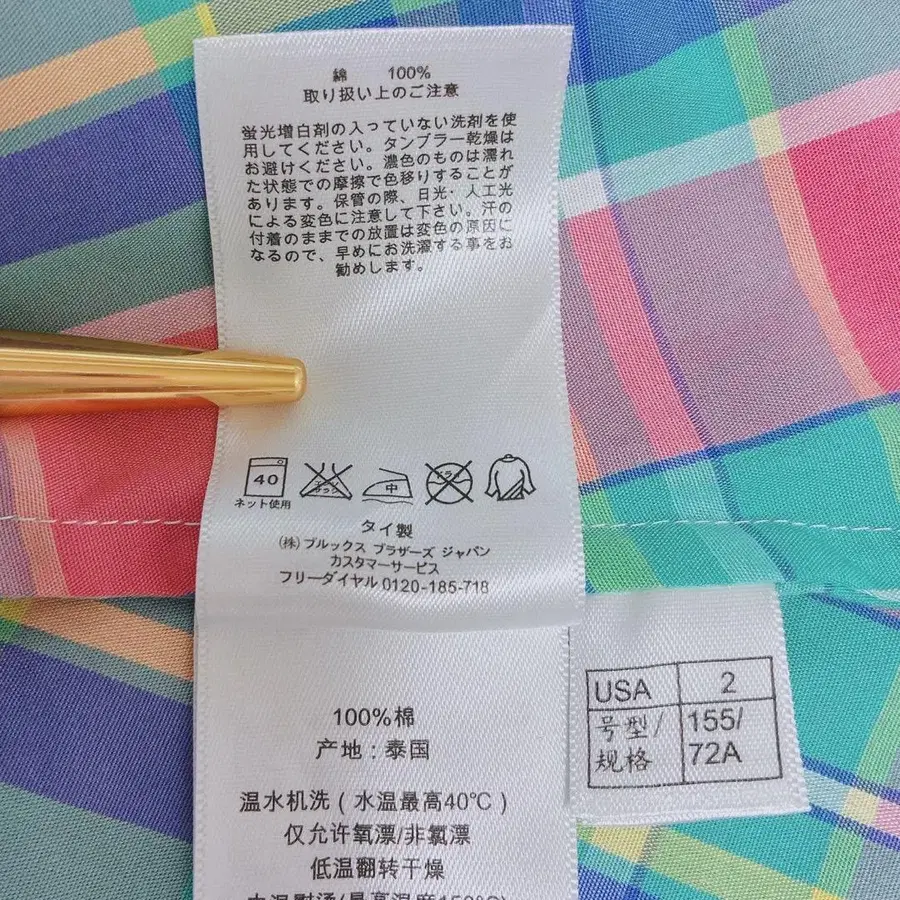 綿 100%
取り扱い上のご注意
蛍光増白剤の入っていない洗剤を使
用してください。タンブラー乾燥は
お避けください。濃色のものは濡れ
た状態での摩擦で色移りすることが
あります。保管の際、日光・人工光
による変色に注意して下さい。汗の
付着のままでの放置は変色の原因に
なるので、早めにお洗濯する事をお
勧めします。
40
中
ドライ
ネット使用
タイ製
(株)ブルックス ブラザーズ ジャパン
カスタマーサービス
フリーダイヤル 0120-185-718
100%棉
产地:泰国
温水机洗(水温最高40℃)
仅允许氧漂/非氯漂
低温翻转干燥
USA 2
号型/ 155/
规格 72A